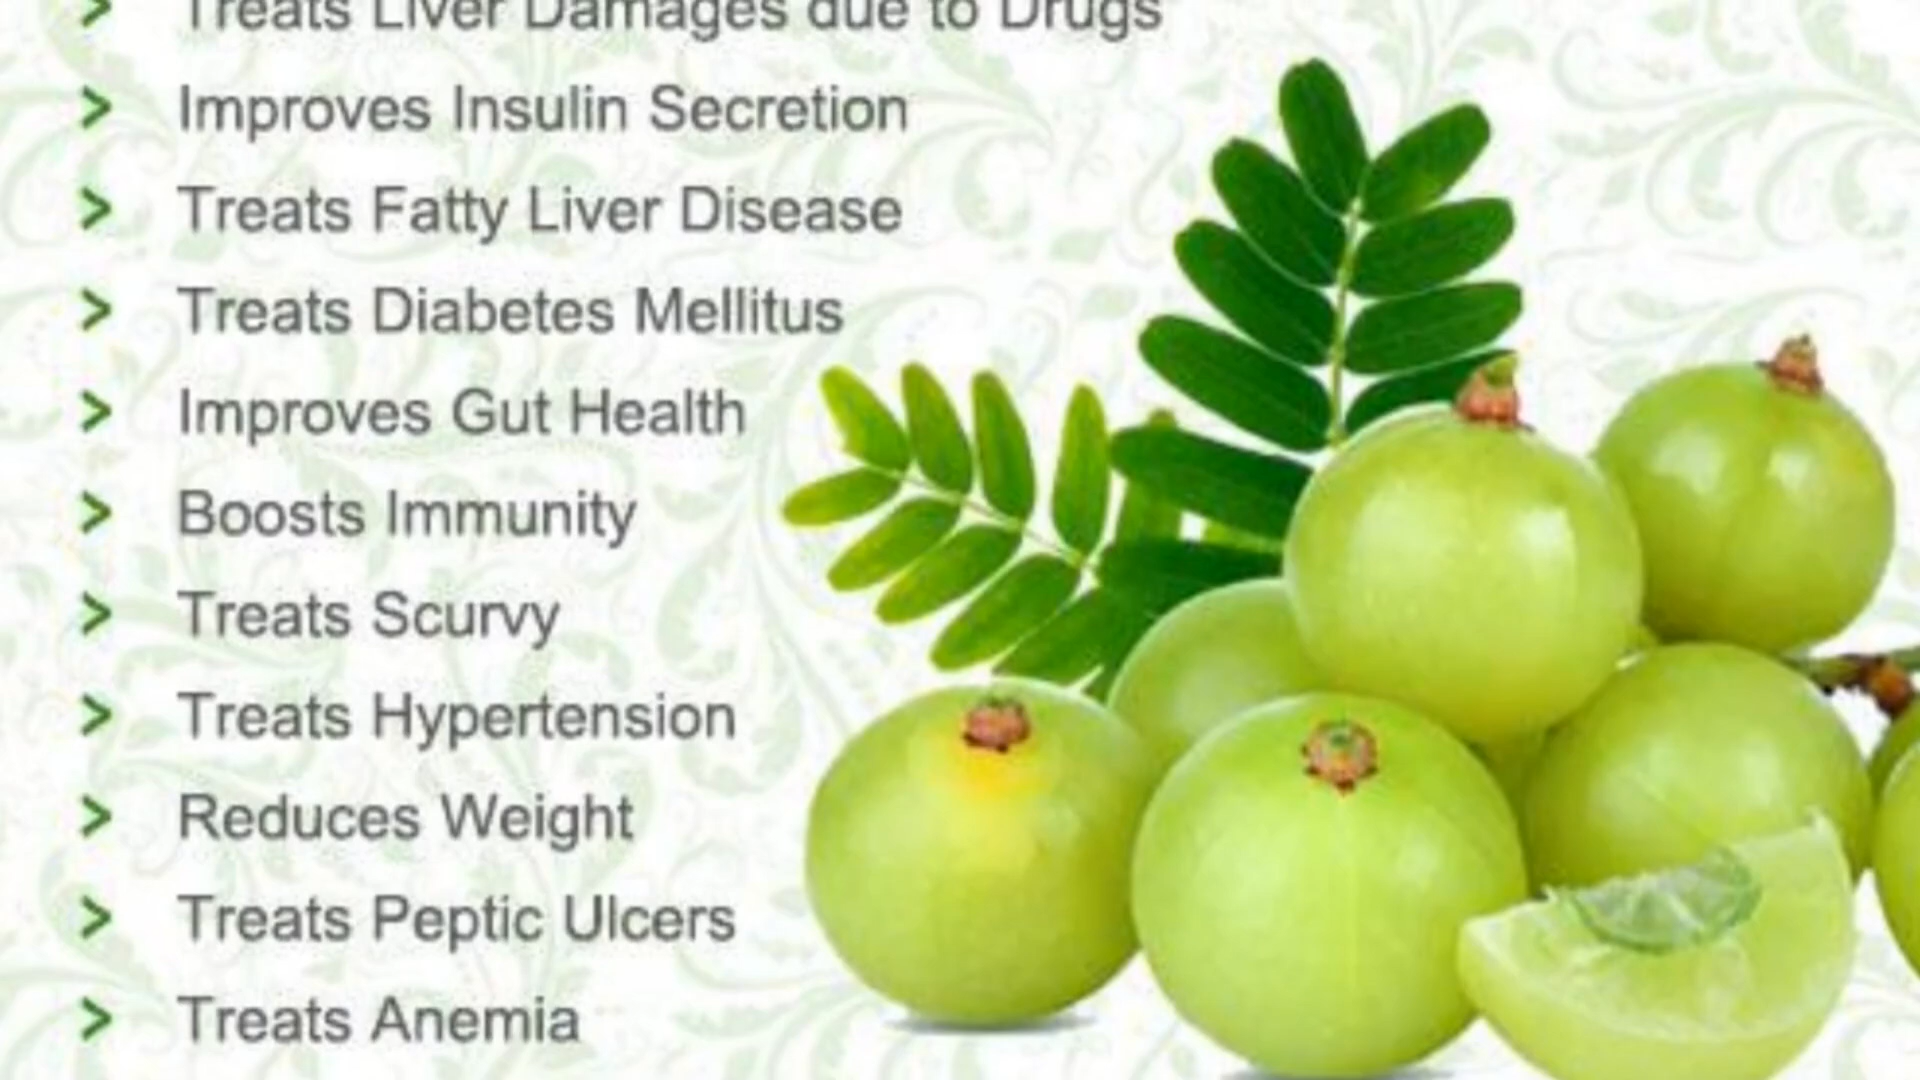 > Treats Liver Damages due to Drugs
> Improves Insulin Secretion
> Treats Fatty Liver Disease
> Treats Diabetes Mellitus
> Improves Gut Health
> Boosts Immunity
> Treats Scurvy
> Treats Hypertension
> Reduces Weight
> Treats Peptic Ulcers
> Treats Anemia